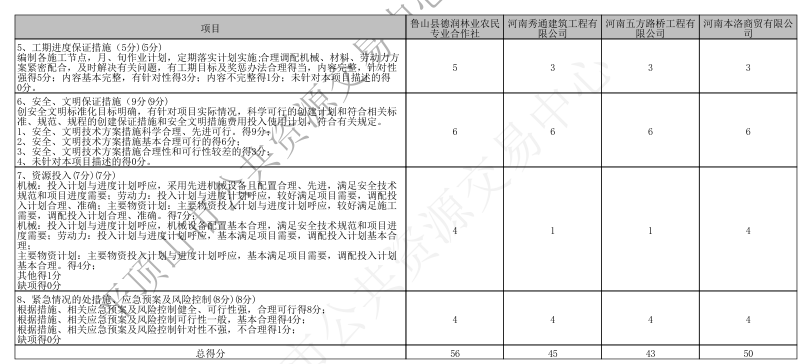 项目
鲁山县德润林业农民专业合作社
河南秀通建筑工程有限公司
河南五方路桥工程有限公司
河南本洛商贸有限公司
5、工期进度保证措施（5分)(5分)
编制各施工节点，月、旬作业计划，定期落实计划实施;合理调配机械、材料、劳动力方
案紧密配合，及时解决有关问题，有工期目标及奖惩办法合理得当，内容完整，针对性
强得5分；内容基本完整，有针对性得3分；内容不完整得1分；未针对本项目描述的得
0分。
5
3
3
3
6、安全、文明保证措施（9分)(9分)
创安全文明标准化目标明确，有针对项目实际情况，科学可行的创建计划和符合相关标
准、规范、规程的创建保证措施和安全文明措施费用投入使用计划，符合有关规定。
1、安全、文明技术方案措施科学合理、先进可行。得9分；
2、安全、文明技术方案措施基本合理可行的得6分；
3、安全、文明技术方案措施合理性和可行性较差的得3分；
4、未针对本项目描述的得0分。
6
6
6
6
7、资源投入(7分)(7分)
机械：投入计划与进度计划呼应，采用先进机械设备且配置合理、先进，满足安全技术
规范和项目进度需要；劳动力：投入计划与进度计划呼应，较好满足项目需要，调配投
入计划合理、准确；主要物资计划：主要物资投入计划与进度计划呼应，较好满足施工
需要，调配投入计划合理、准确。得7分；
机械：投入计划与进度计划呼应，机械设备配置基本合理，满足安全技术规范和项目进
度需要；劳动力：投入计划与进度计划呼应，基本满足项目需要，调配投入计划基本合
理；
主要物资计划：主要物资投入计划与进度计划呼应，基本满足项目需要，调配投入计划
基本合理。得4分；
其他得1分
缺项得0分
4
1
1
4
8、紧急情况的处措施、应急预案及风险控制(8分)(8分)
根据措施、相关应急预案及风险控制健全、可行性强，合理可行得8分；
根据措施、相关应急预案及风险控制可行性一般，基本合理得4分；
根据措施、相关应急预案及风险控制针对性不强，不合理得1分；
缺项得0分
4
4
4
4
总得分
56
45
43
50
平顶山市公共资源交易中心